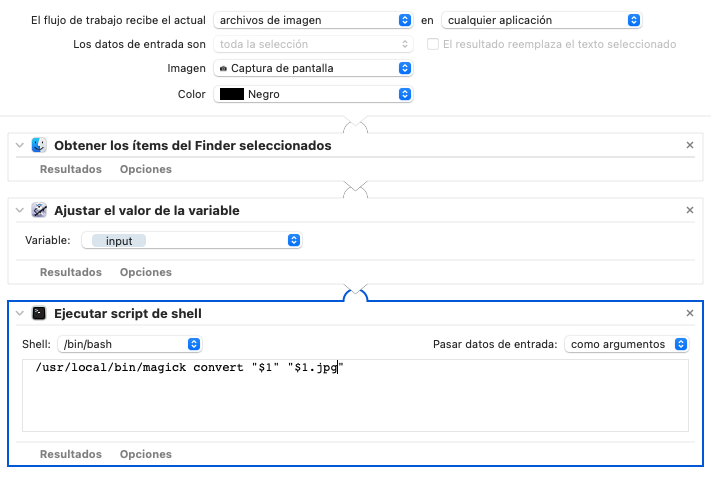 El flujo de trabajo recibe el actual archivos de imagen en cualquier aplicación
Los datos de entrada son toda la selección El resultado reemplaza el texto seleccionado
Imagen Captura de pantalla
Color Negro
Obtener los ítems del Finder seleccionados
Resultados Opciones
Ajustar el valor de la variable
Variable: input
Resultados Opciones
Ejecutar script de shell
Shell: /bin/bash Pasar datos de entrada: como argumentos
/usr/local/bin/magick convert "$1" "$1.jpg"
Resultados Opciones